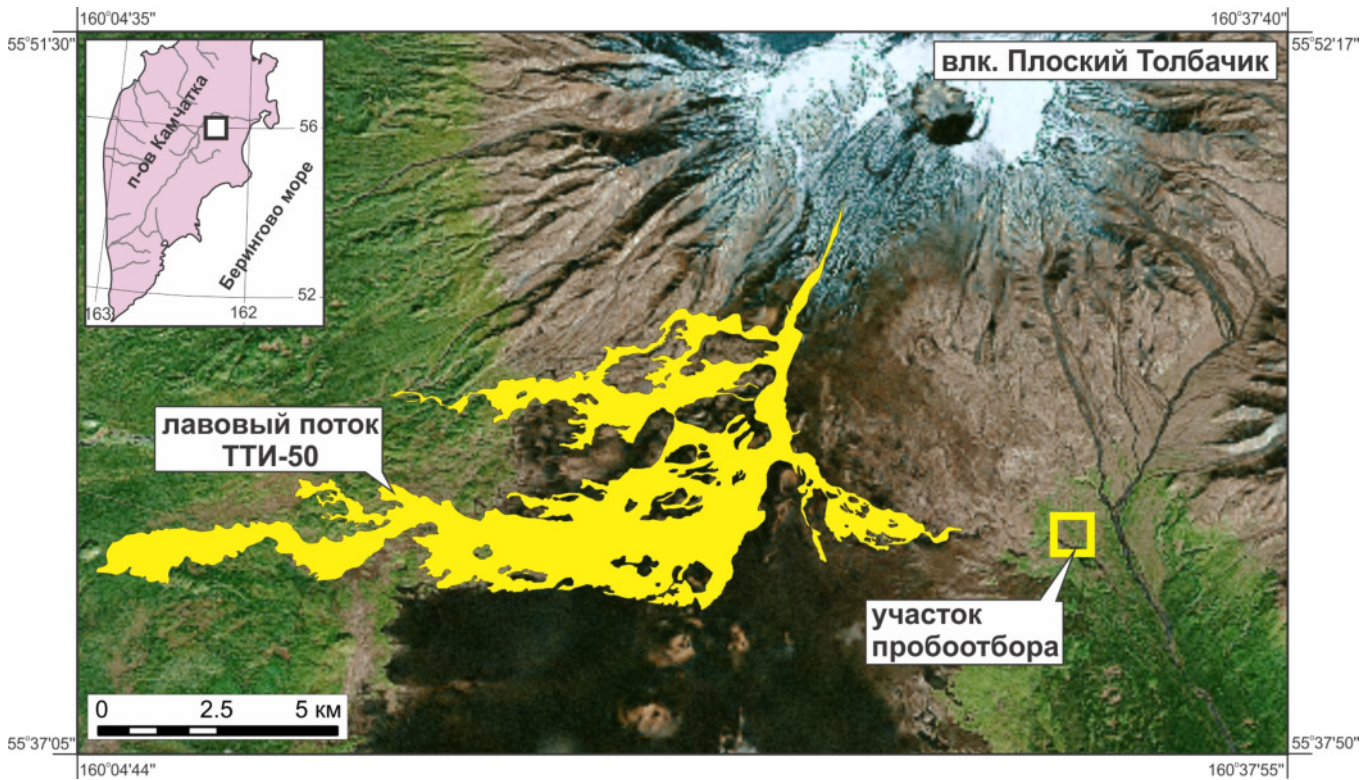 160°04'35"
160°37'40"
55°51'30"
55°52'17"
влк. Плоский Толбачик
п-ов Камчатка
56
Берингово море
52
163
162
лавовый поток
ТТИ-50
участок
пробоотбора
0 2.5 5 км
55°37'05"
55°37'50"
160°04'44"
160°37'55"